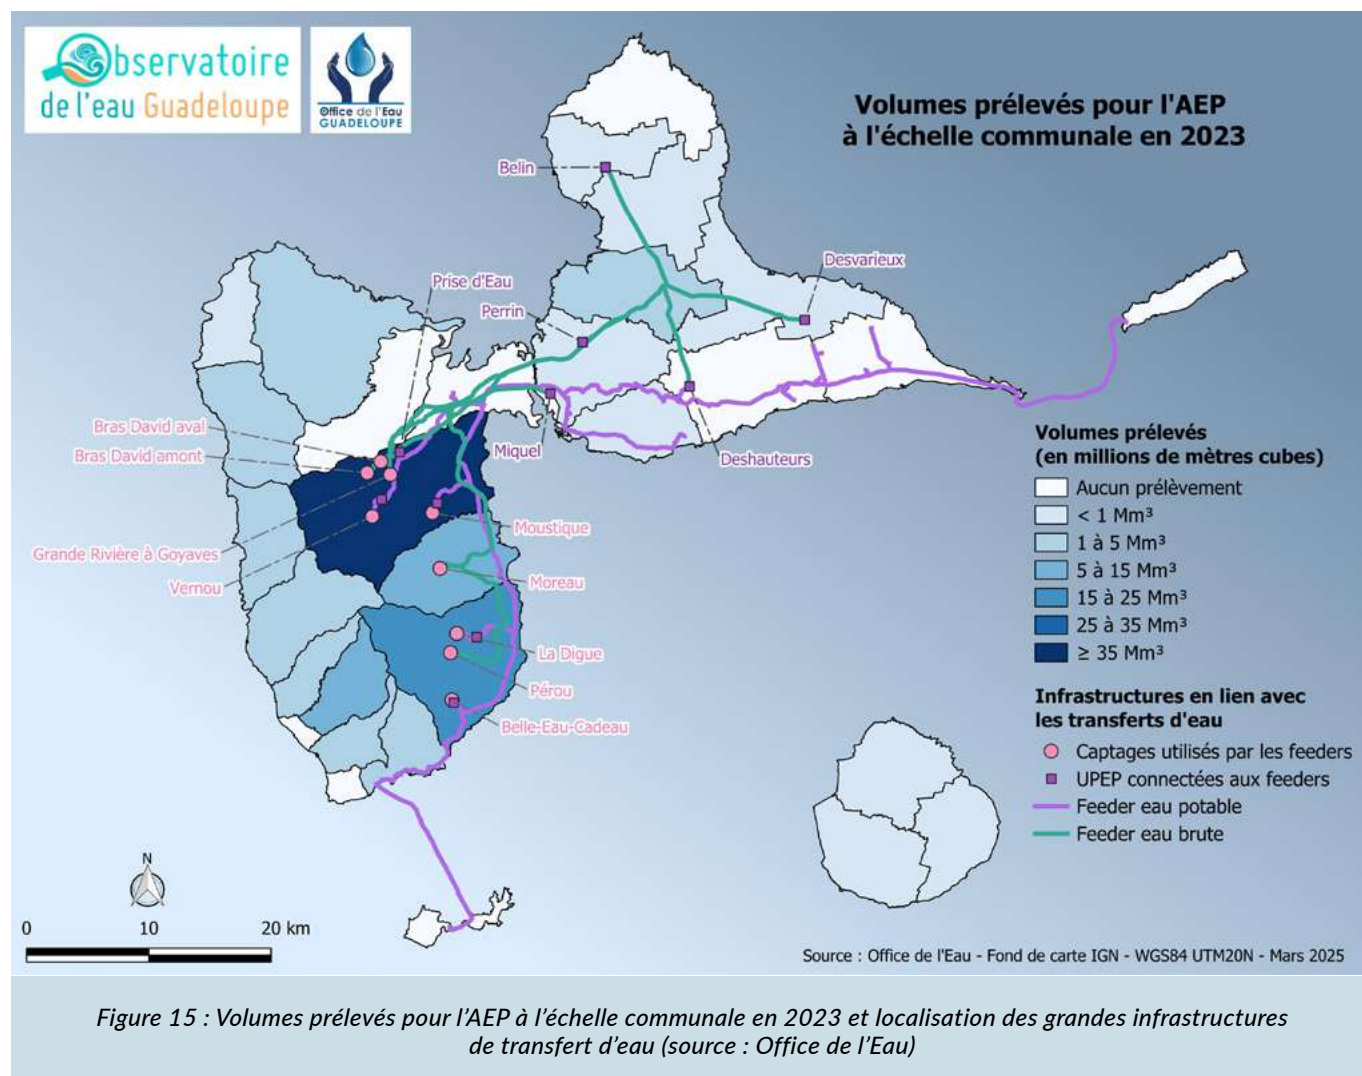 Observatoire
de l'eau Guadeloupe
Office de l'Eau
GUADELOUPE
Volumes prélevés pour l'AEP
à l'échelle communale en 2023
Belin
Desvarieux
Prise d'Eau
Perrin
Bras David aval
Bras David amont
Miquel
Deshauteurs
Grande Rivière à Goyaves
Vernou
Moustique
Moreau
La Digue
Pérou
Belle-Eau-Cadeau
Volumes prélevés
(en millions de mètres cubes)
Aucun prélèvement
< 1 Mm³
1 à 5 Mm³
5 à 15 Mm³
15 à 25 Mm³
25 à 35 Mm³
≥ 35 Mm³
Infrastructures en lien avec
les transferts d'eau
Captages utilisés par les feeders
UPEP connectées aux feeders
Feeder eau potable
Feeder eau brute
N
0 10 20 km
Source : Office de l'Eau - Fond de carte IGN - WGS84 UTM20N - Mars 2025
Figure 15 : Volumes prélevés pour l’AEP à l’échelle communale en 2023 et localisation des grandes infrastructures
de transfert d’eau (source : Office de l’Eau)